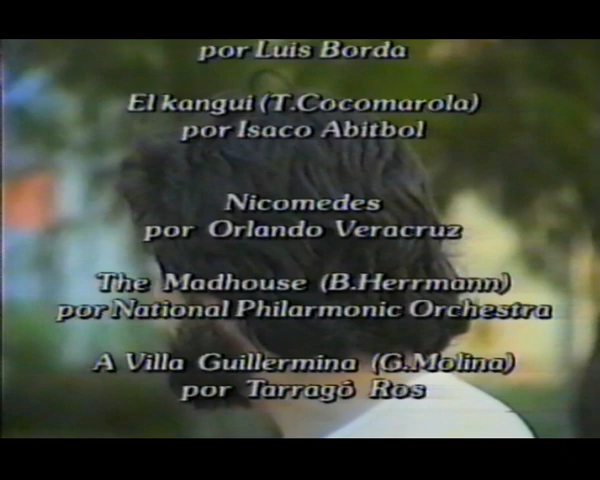 por Luis Borda
El kangui (T.Cocomarola)
por Isaco Abitbol
Nicomedes
por Orlando Veracruz
The Madhouse (B.Herrmann)
por National Philarmonic Orchestra
A Villa Guillermina (G.Molina)
por Tarragó Ros